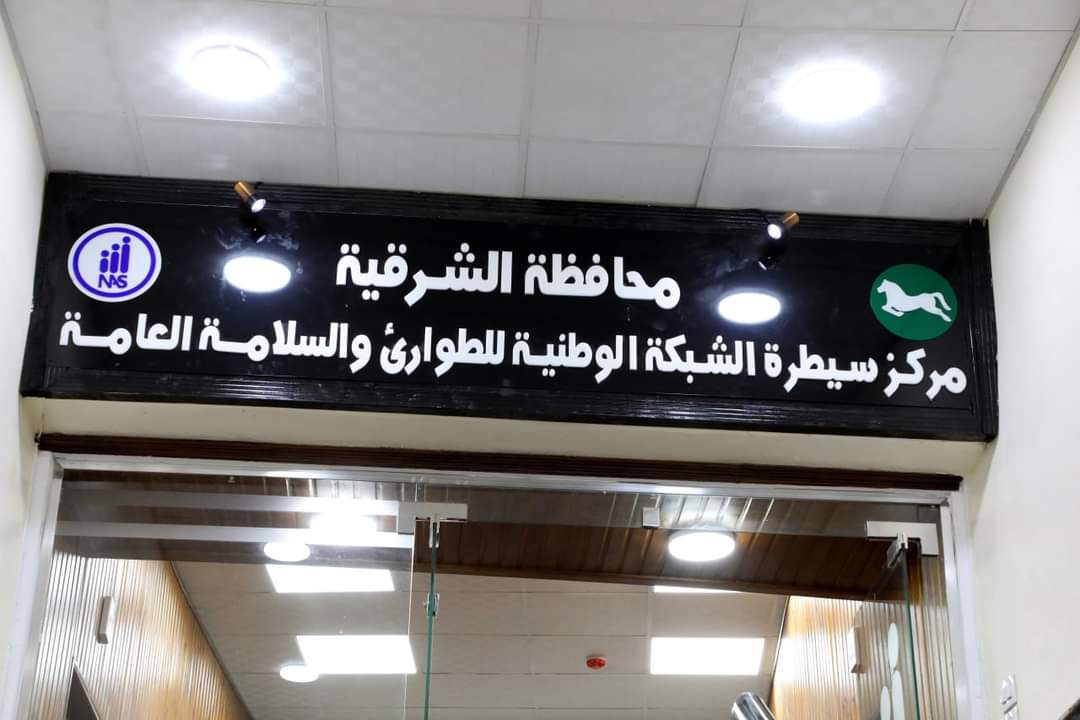 محافظة الشرقية
مركز سيطرة الشبكة الوطنية للطوارئ والسلامة العامة
NAS